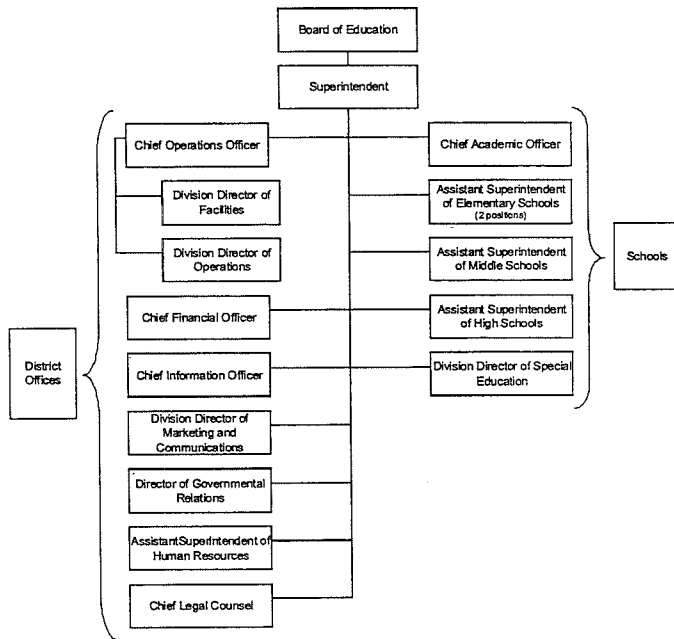 Board of Education
Superintendent
Chief Operations Officer
Chief Academic Officer
Division Director of
Facilities
Assistant Superintendent
of Elementary Schools
(2 positions)
Division Director of
Operations
Assistant Superintendent
of Middle Schools
Schools
Chief Financial Officer
Assistant Superintendent
of High Schools
District
Offices
Chief Information Officer
Division Director of Special
Education
Division Director of
Marketing and
Communications
Director of Governmental
Relations
AssistantSuperintendent of
Human Resources
Chief Legal Counsel